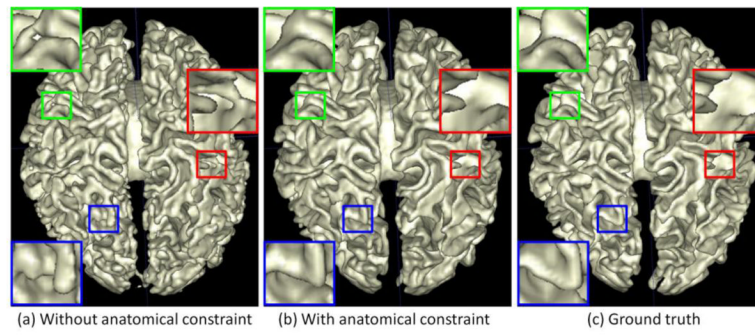 (a) Without anatomical constraint
(b) With anatomical constraint
(c) Ground truth